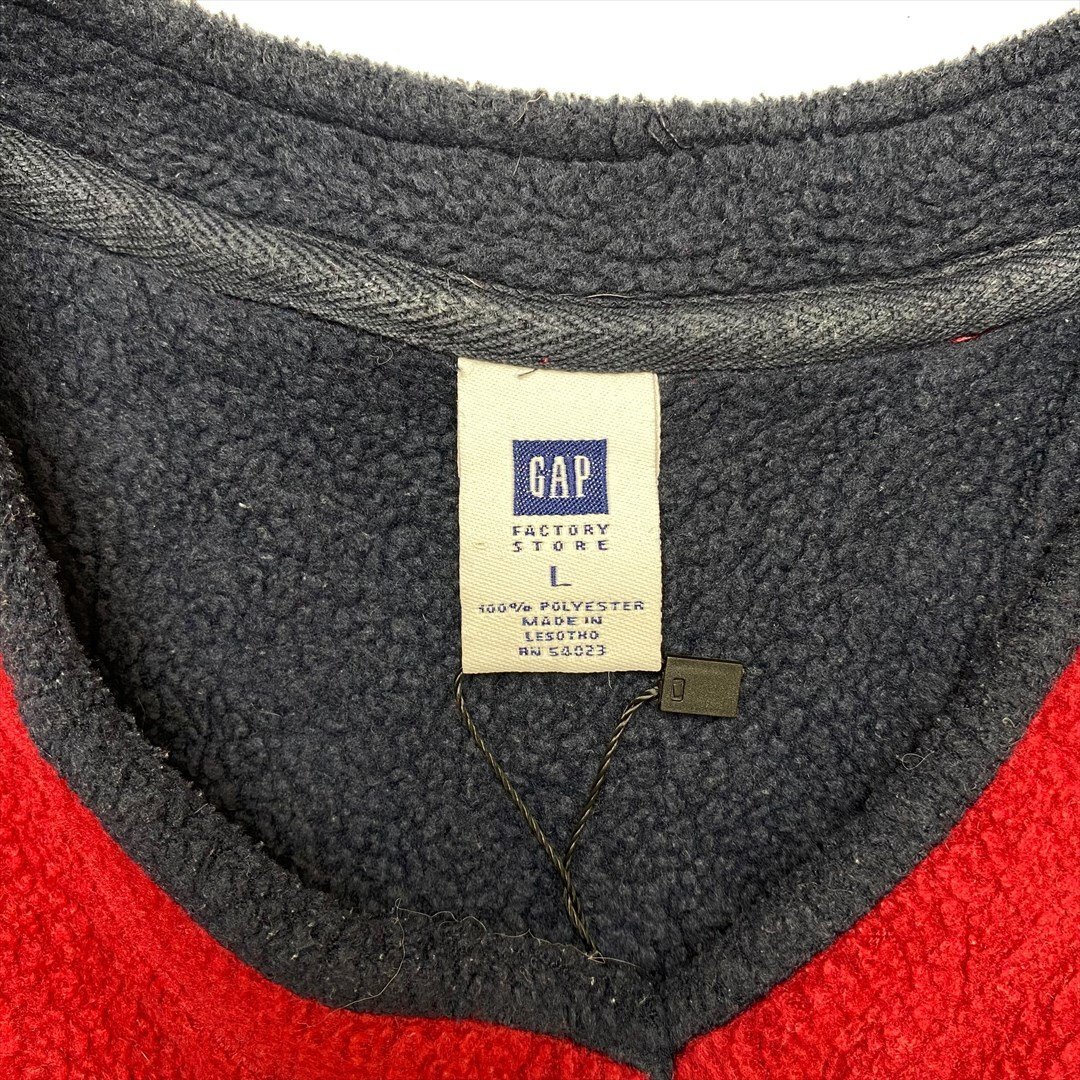 GAP
FACTORY
STORE
L
100% POLYESTER
MADE IN
LESOTHO
RN 54023